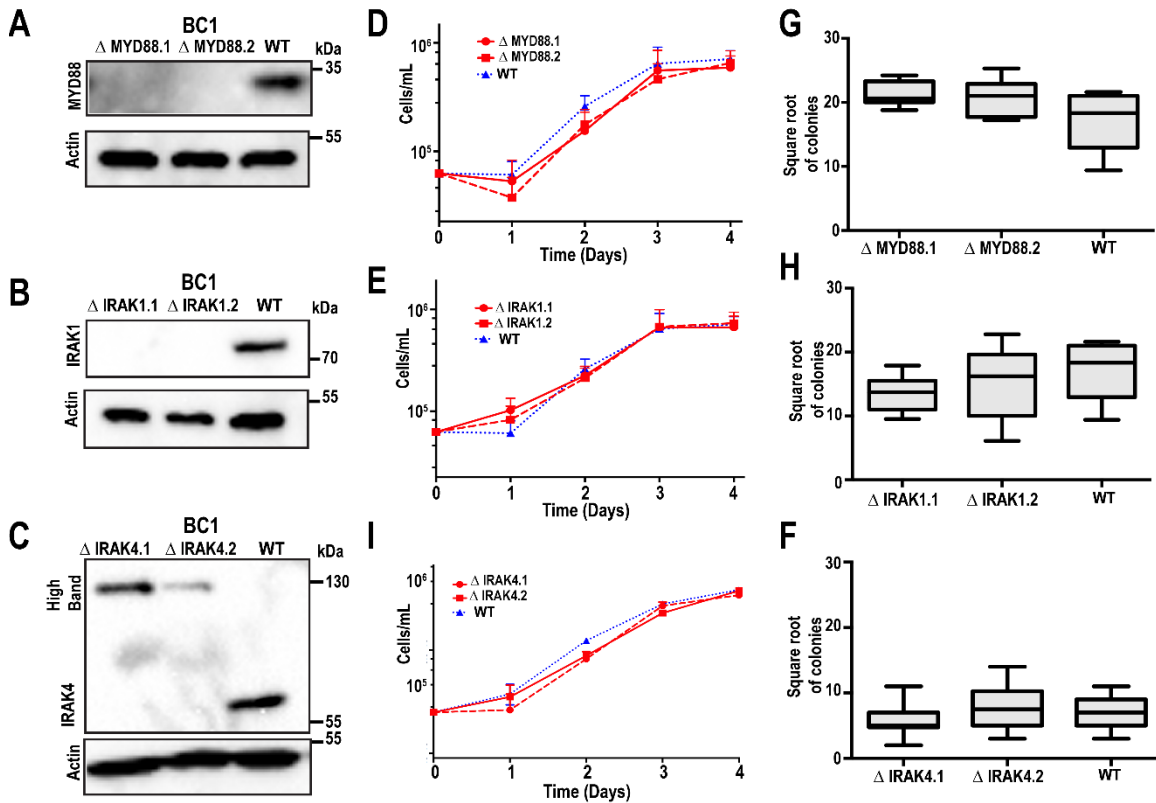 A
BC1
Δ MYD88.1 Δ MYD88.2 WT
kDa
MYD88
35
Actin
55
D
Cells/mL
10⁶
10⁵
Δ MYD88.1
Δ MYD88.2
WT
0 1 2 3 4
Time (Days)
G
Square root
of colonies
30
20
10
0
Δ MYD88.1 Δ MYD88.2 WT
B
BC1
Δ IRAK1.1 Δ IRAK1.2 WT
kDa
IRAK1
70
Actin
55
E
Cells/mL
10⁶
10⁵
Δ IRAK1.1
Δ IRAK1.2
WT
0 1 2 3 4
Time (Days)
H
Square root
of colonies
30
20
10
0
Δ IRAK1.1 Δ IRAK1.2 WT
C
BC1
Δ IRAK4.1 Δ IRAK4.2 WT
kDa
High
Band
130
IRAK4
55
Actin
55
I
Cells/mL
10⁶
10⁵
Δ IRAK4.1
Δ IRAK4.2
WT
0 1 2 3 4
Time (Days)
F
Square root
of colonies
30
20
10
0
Δ IRAK4.1 Δ IRAK4.2 WT